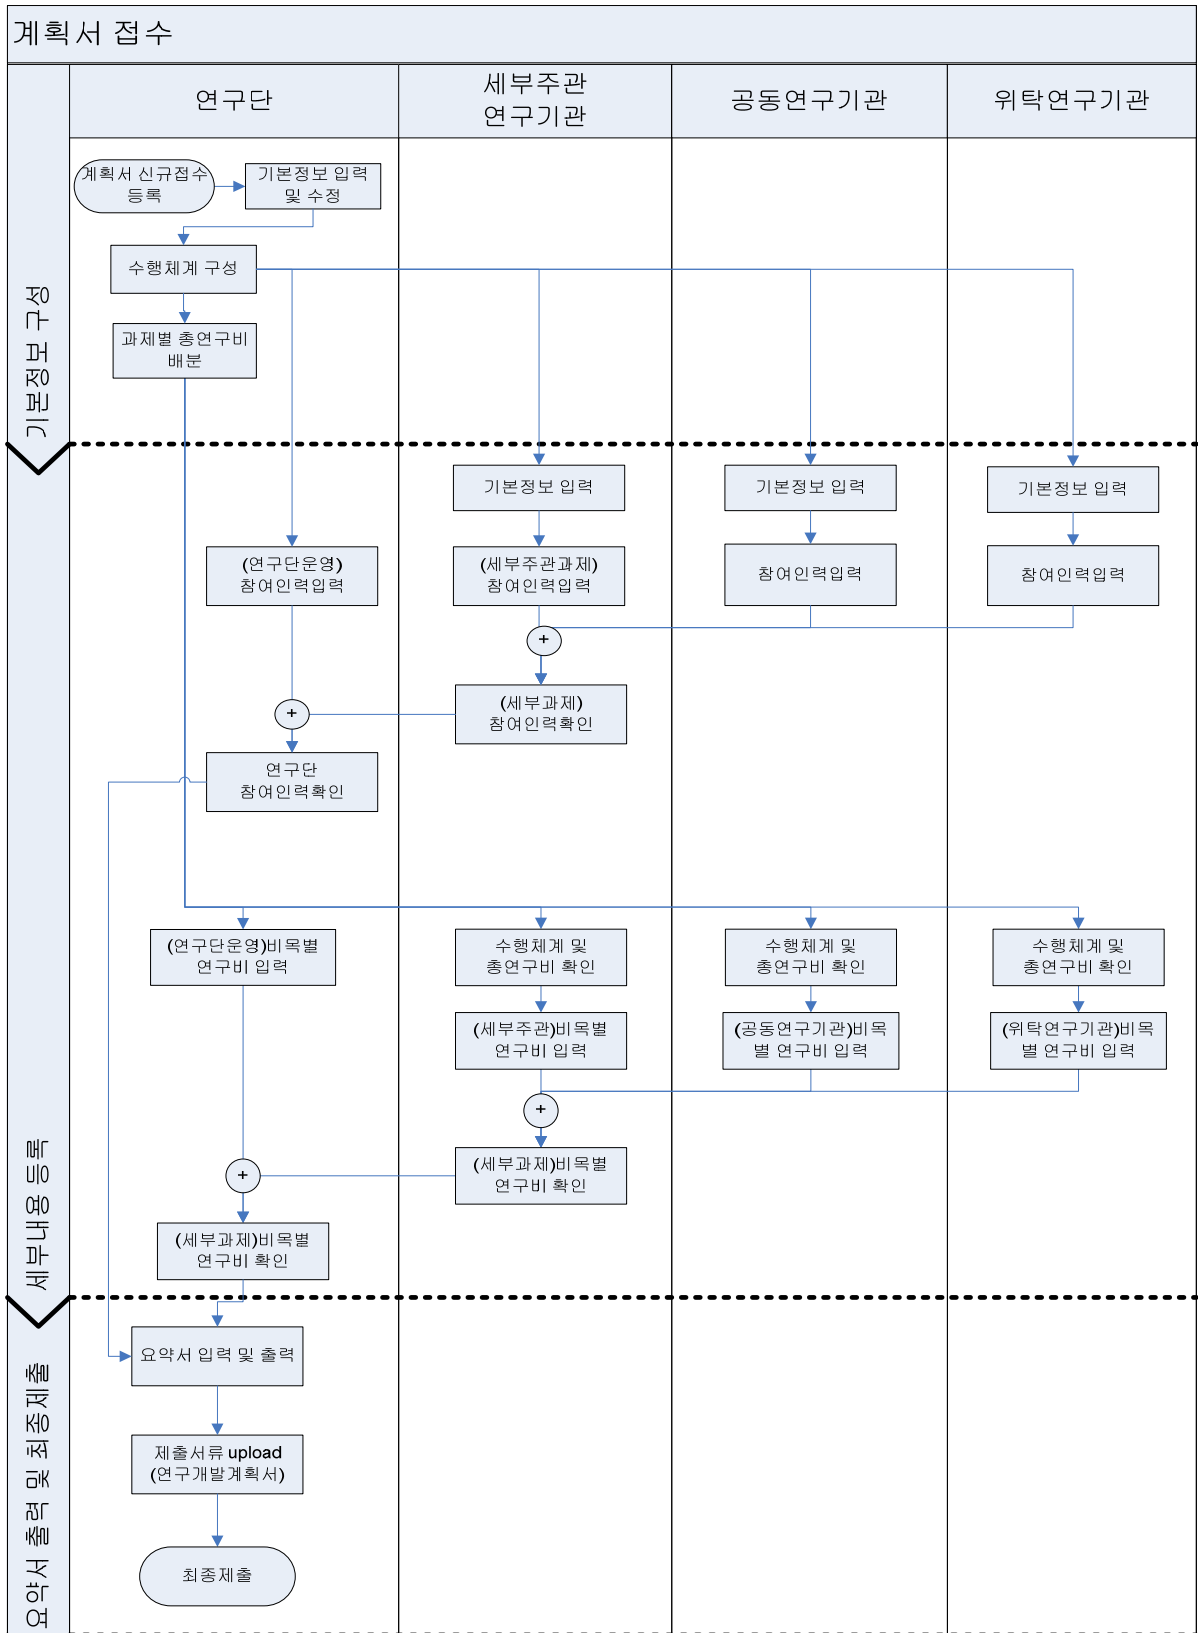 계획서 접수
연구단
세부주관
연구기관
공동연구기관
위탁연구기관
기본정보 구성
계획서 신규접수
등록
기본정보 입력
및 수정
수행체계 구성
과제별 총연구비
배분
세부내용 등록
기본정보 입력
기본정보 입력
기본정보 입력
(연구단운영)
참여인력입력
(세부주관과제)
참여인력입력
참여인력입력
참여인력입력
+
(세부과제)
참여인력확인
+
연구단
참여인력확인
(연구단운영)비목별
연구비 입력
수행체계 및
총연구비 확인
수행체계 및
총연구비 확인
수행체계 및
총연구비 확인
(세부주관)비목별
연구비 입력
(공동연구기관)비목
별 연구비 입력
(위탁연구기관)비목
별 연구비 입력
+
(세부과제)비목별
연구비 확인
+
(세부과제)비목별
연구비 확인
요약서 출력 및 최종제출
요약서 입력 및 출력
제출서류 upload
(연구개발계획서)
최종제출